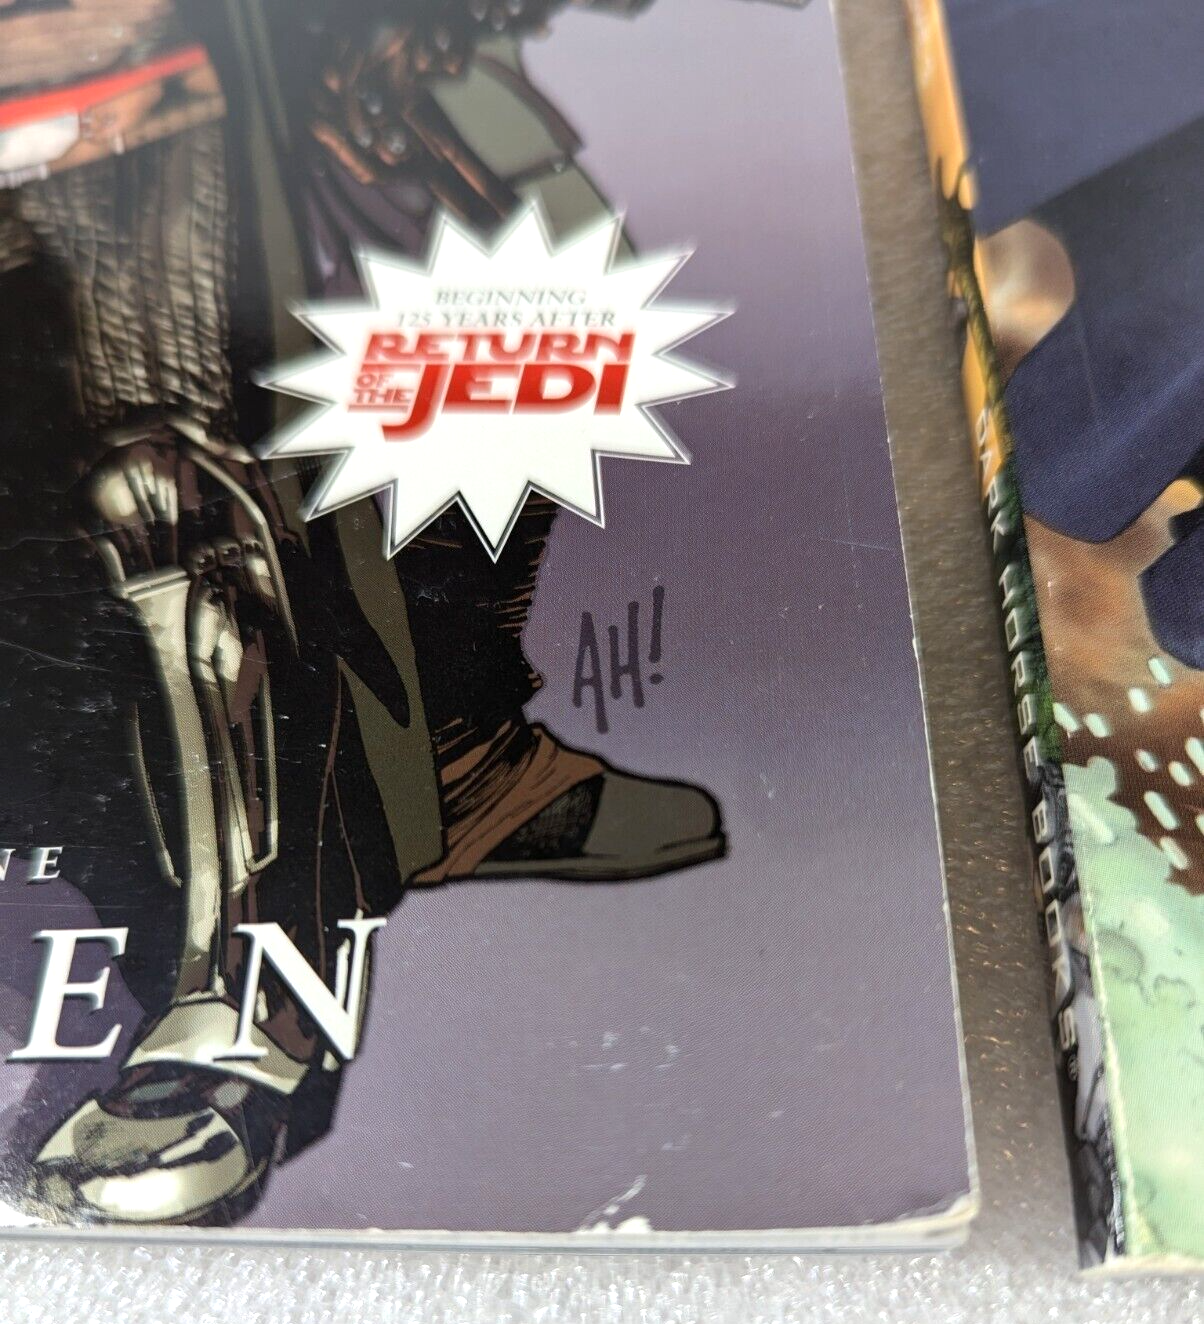 BEGINNING
125 YEARS AFTER
RETURN
OF THE
JEDI
AH!
NE
EN
DARK HORSE BOOKS®